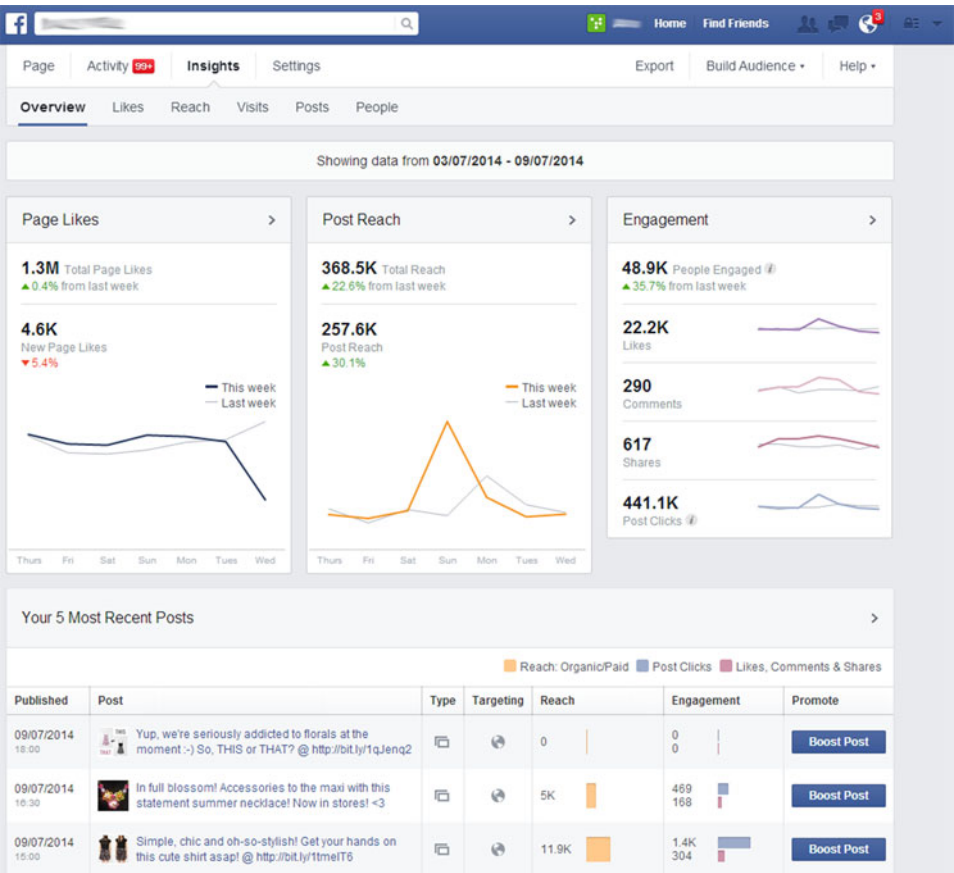 f
Home Find Friends 3
Page Activity 99+ Insights Settings Export Build Audience Help
Overview Likes Reach Visits Posts People
Showing data from 03/07/2014 - 09/07/2014
Page Likes
1.3M Total Page Likes
0.4% from last week
4.6K
New Page Likes
5.4%
This week
Last week
Thurs Fri Sat Sun Mon Tues Wed
Post Reach
368.5K Total Reach
22.6% from last week
257.6K
Post Reach
30.1%
This week
Last week
Thurs Fri Sat Sun Mon Tues Wed
Engagement
48.9K People Engaged i
35.7% from last week
22.2K
Likes
290
Comments
617
Shares
441.1K
Post Clicks i
Your 5 Most Recent Posts
Reach: Organic/Paid Post Clicks Likes, Comments & Shares
Published Post Type Targeting Reach Engagement Promote
09/07/2014
18:00
Yup, we're seriously addicted to florals at the
moment :-) So, THIS or THAT? @ http://bit.ly/1qJenq2
0
0
0
Boost Post
09/07/2014
16:30
In full blossom! Accessories to the maxi with this
statement summer necklace! Now in stores! <3
5K
469
168
Boost Post
09/07/2014
15:00
Simple, chic and oh-so-stylish! Get your hands on
this cute shirt asap! @ http://bit.ly/1tmeIT6
11.9K
1.4K
304
Boost Post